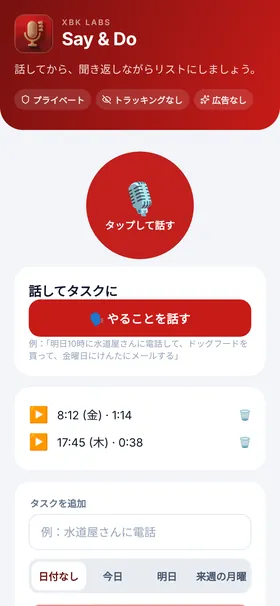 XBK LABS
Say & Do
話してから、聞き返しながらリストにしましょう。
プライベート
トラッキングなし
広告なし
タップして話す
話してタスクに
やることを話す
例：「明日10時に水道屋さんに電話して、ドッグフードを
買って、金曜日にけんたにメールする」
8:12 (金) · 1:14
17:45 (木) · 0:38
タスクを追加
例：水道屋さんに電話
日付なし
今日
明日
来週の月曜